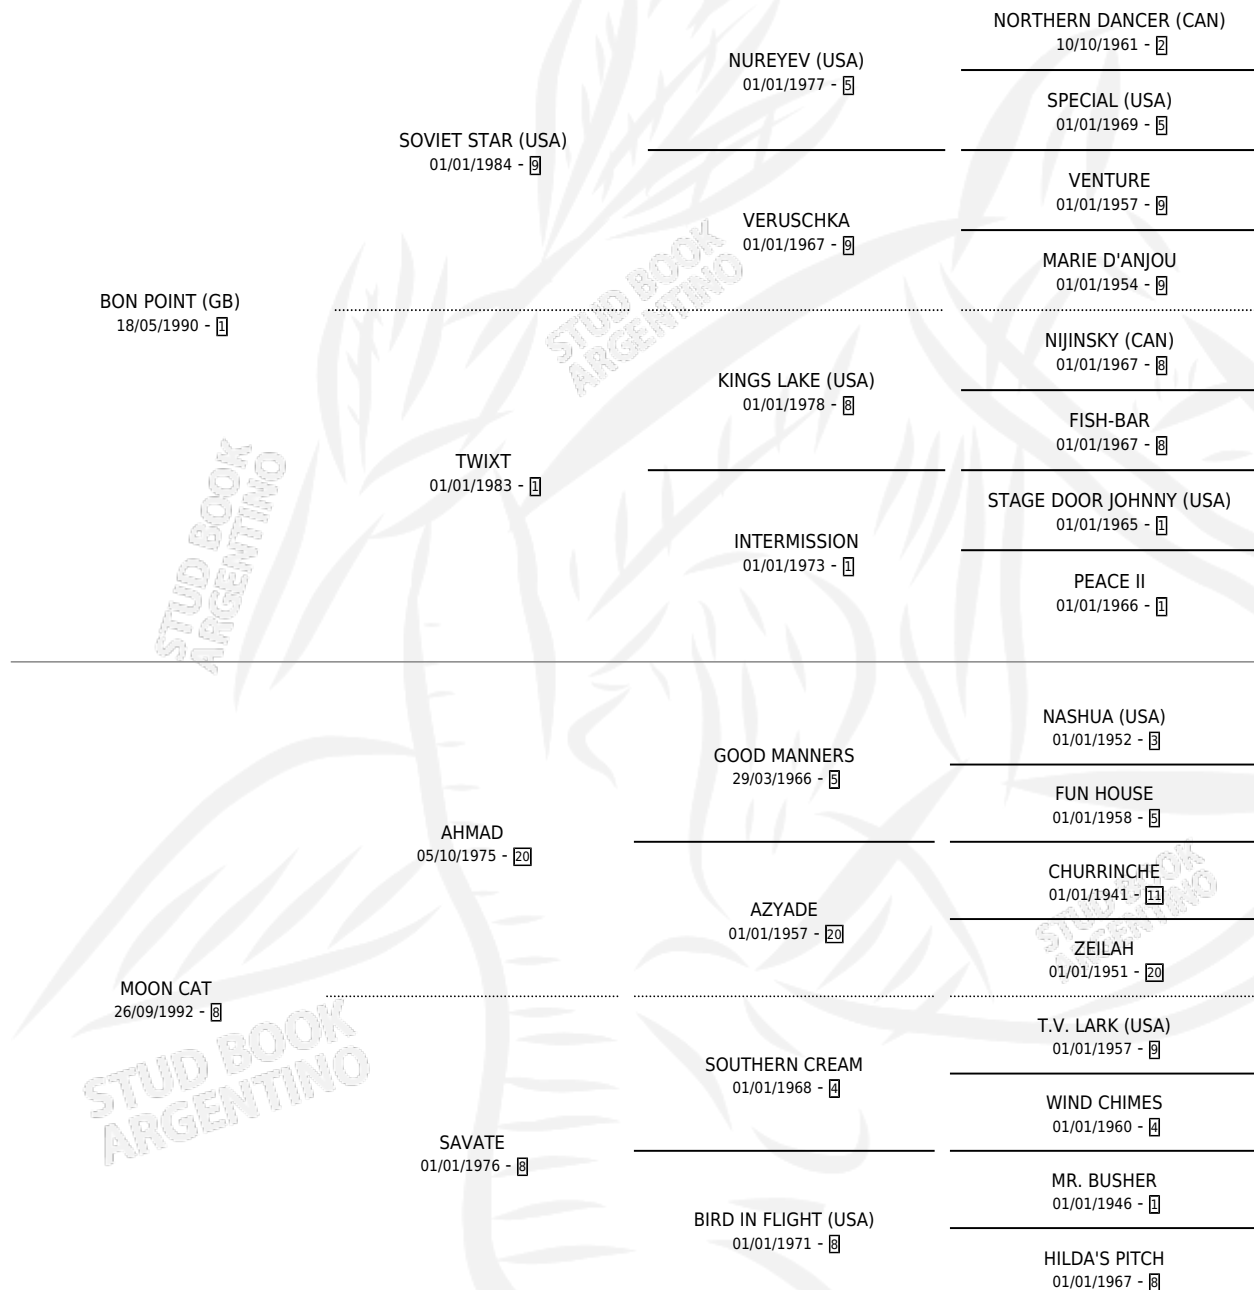 NORTHERN DANCER (CAN)
10/10/1961 - 2
NUREYEV (USA)
01/01/1977 - 5
SPECIAL (USA)
01/01/1969 - 5
SOVIET STAR (USA)
01/01/1984 - 9
VENTURE
01/01/1957 - 9
VERUSCHKA
01/01/1967 - 9
MARIE D'ANJOU
01/01/1954 - 9
BON POINT (GB)
18/05/1990 - 1
NIJINSKY (CAN)
01/01/1967 - 8
KINGS LAKE (USA)
01/01/1978 - 8
FISH-BAR
01/01/1967 - 8
TWIXT
01/01/1983 - 1
STAGE DOOR JOHNNY (USA)
01/01/1965 - 1
INTERMISSION
01/01/1973 - 1
PEACE II
01/01/1966 - 1
NASHUA (USA)
01/01/1952 - 3
GOOD MANNERS
29/03/1966 - 5
FUN HOUSE
01/01/1958 - 5
AHMAD
05/10/1975 - 20
CHURRINCHE
01/01/1941 - 11
AZYADE
01/01/1957 - 20
ZEILAH
01/01/1951 - 20
MOON CAT
26/09/1992 - 8
T.V. LARK (USA)
01/01/1957 - 9
SOUTHERN CREAM
01/01/1968 - 4
WIND CHIMES
01/01/1960 - 4
SAVATE
01/01/1976 - 8
MR. BUSHER
01/01/1946 - 1
BIRD IN FLIGHT (USA)
01/01/1971 - 8
HILDA'S PITCH
01/01/1967 - 8
STUD BOOK
ARGENTINO
STUD BOOK
ARGENTINO
STUD BOOK
ARGENTINO
STUD BOOK
ARGENTINO